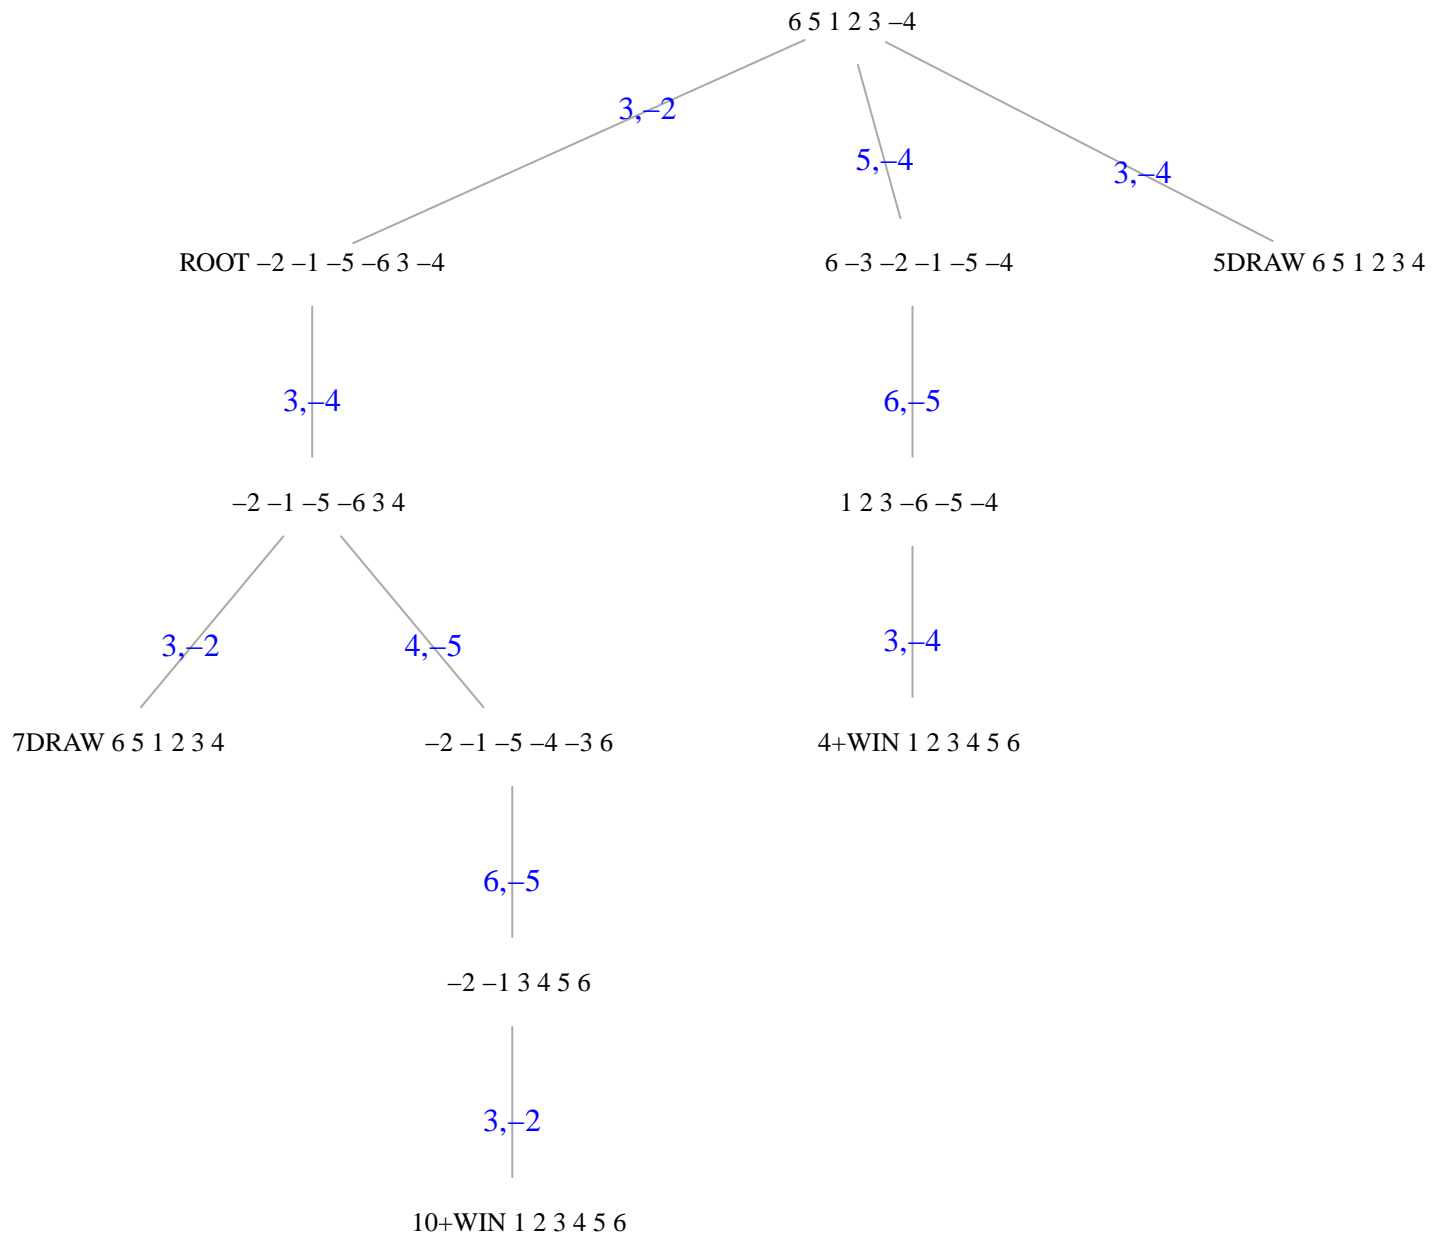 6 5 1 2 3 –4
3,–2
5,–4
3,–4
ROOT –2 –1 –5 –6 3 –4
6 –3 –2 –1 –5 –4
5DRAW 6 5 1 2 3 4
3,–4
6,–5
–2 –1 –5 –6 3 4
1 2 3 –6 –5 –4
3,–2
4,–5
3,–4
7DRAW 6 5 1 2 3 4
–2 –1 –5 –4 –3 6
4+WIN 1 2 3 4 5 6
6,–5
–2 –1 3 4 5 6
3,–2
10+WIN 1 2 3 4 5 6